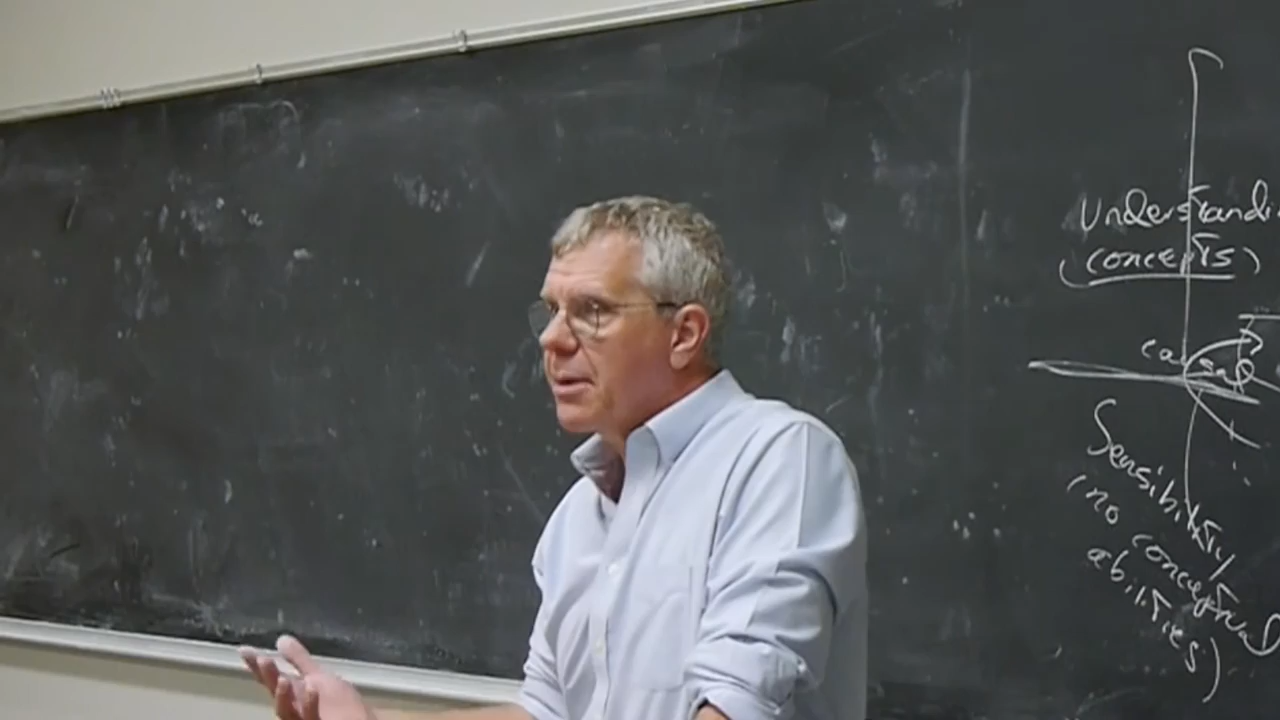 Understandi
(concepts)
causal
Sensibility
(no conceptual
abilities)